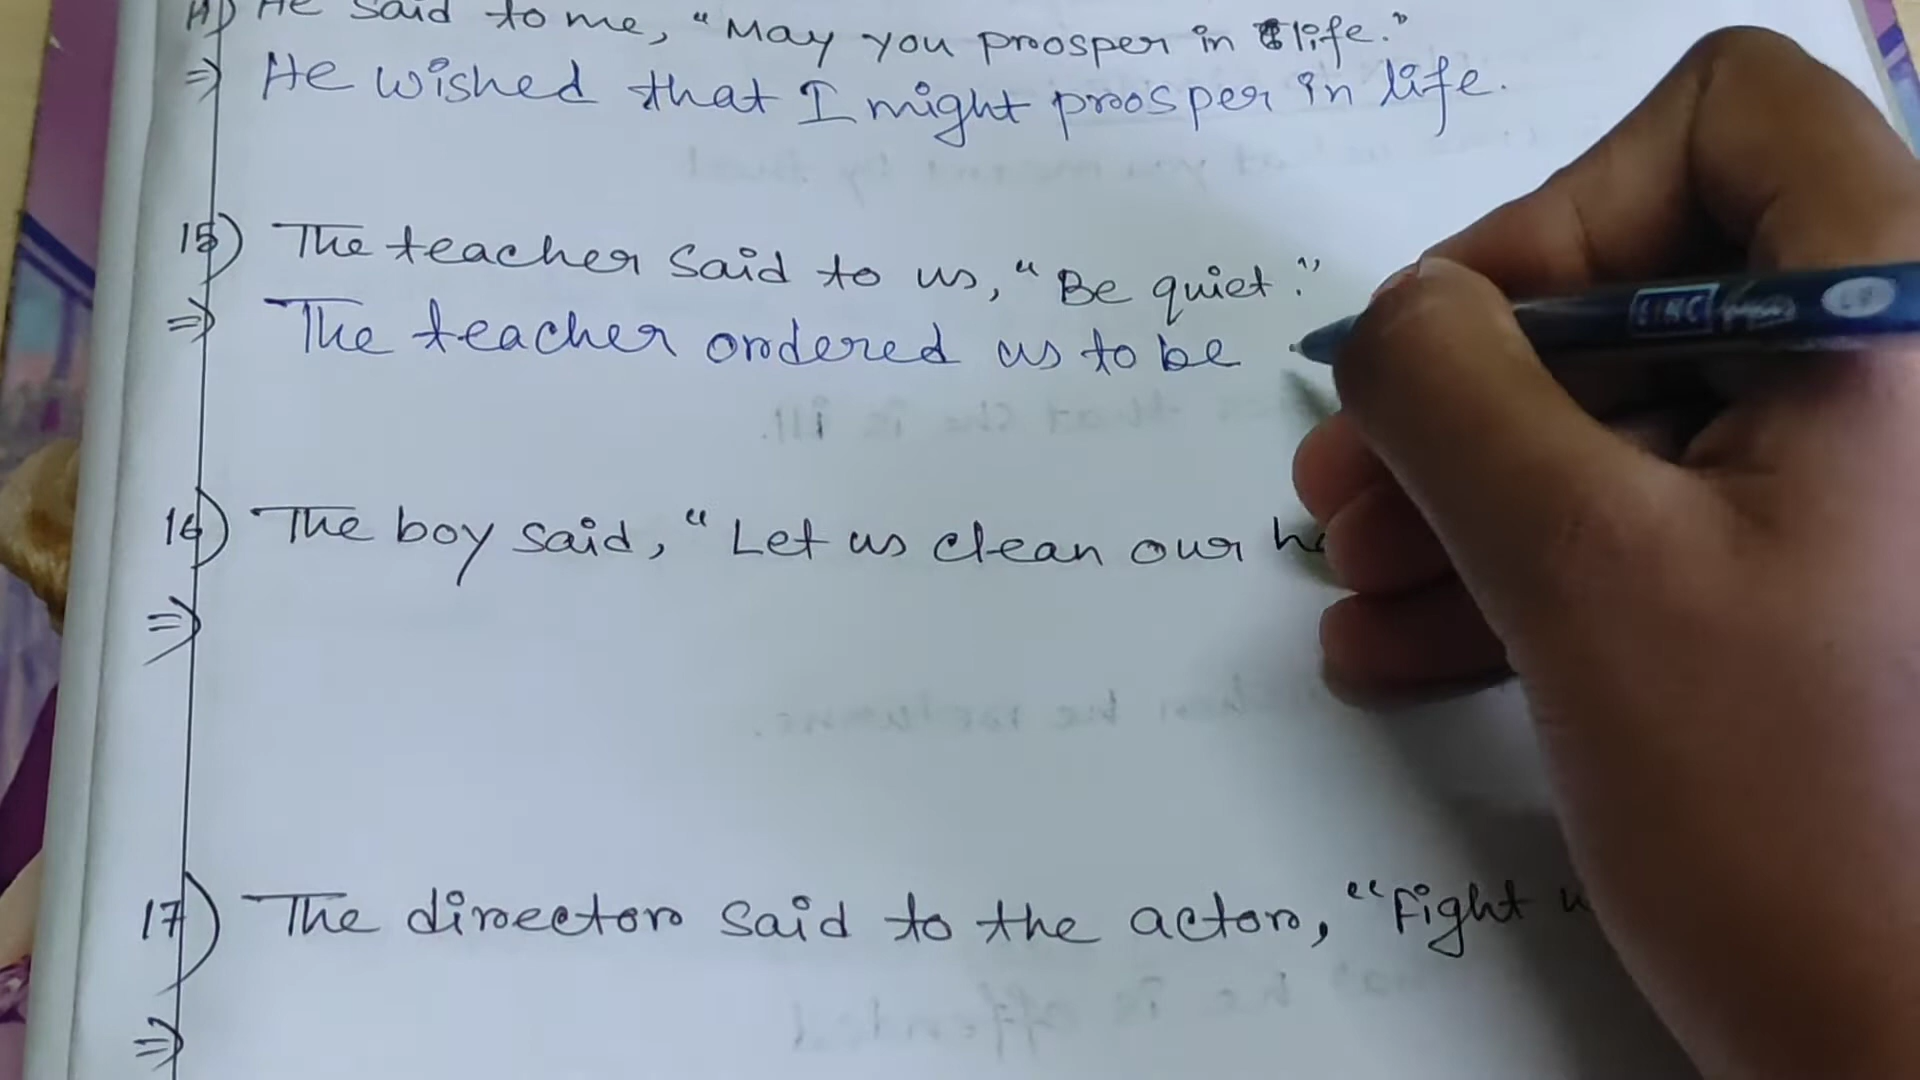 He said to me, "May you prosper in life."
=> He wished that I might prosper in life.
15) The teacher said to us, "Be quiet."
=> The teacher ordered us to be
16) The boy said, "Let us clean our
=>
17) The director said to the actor, "Fight
=>